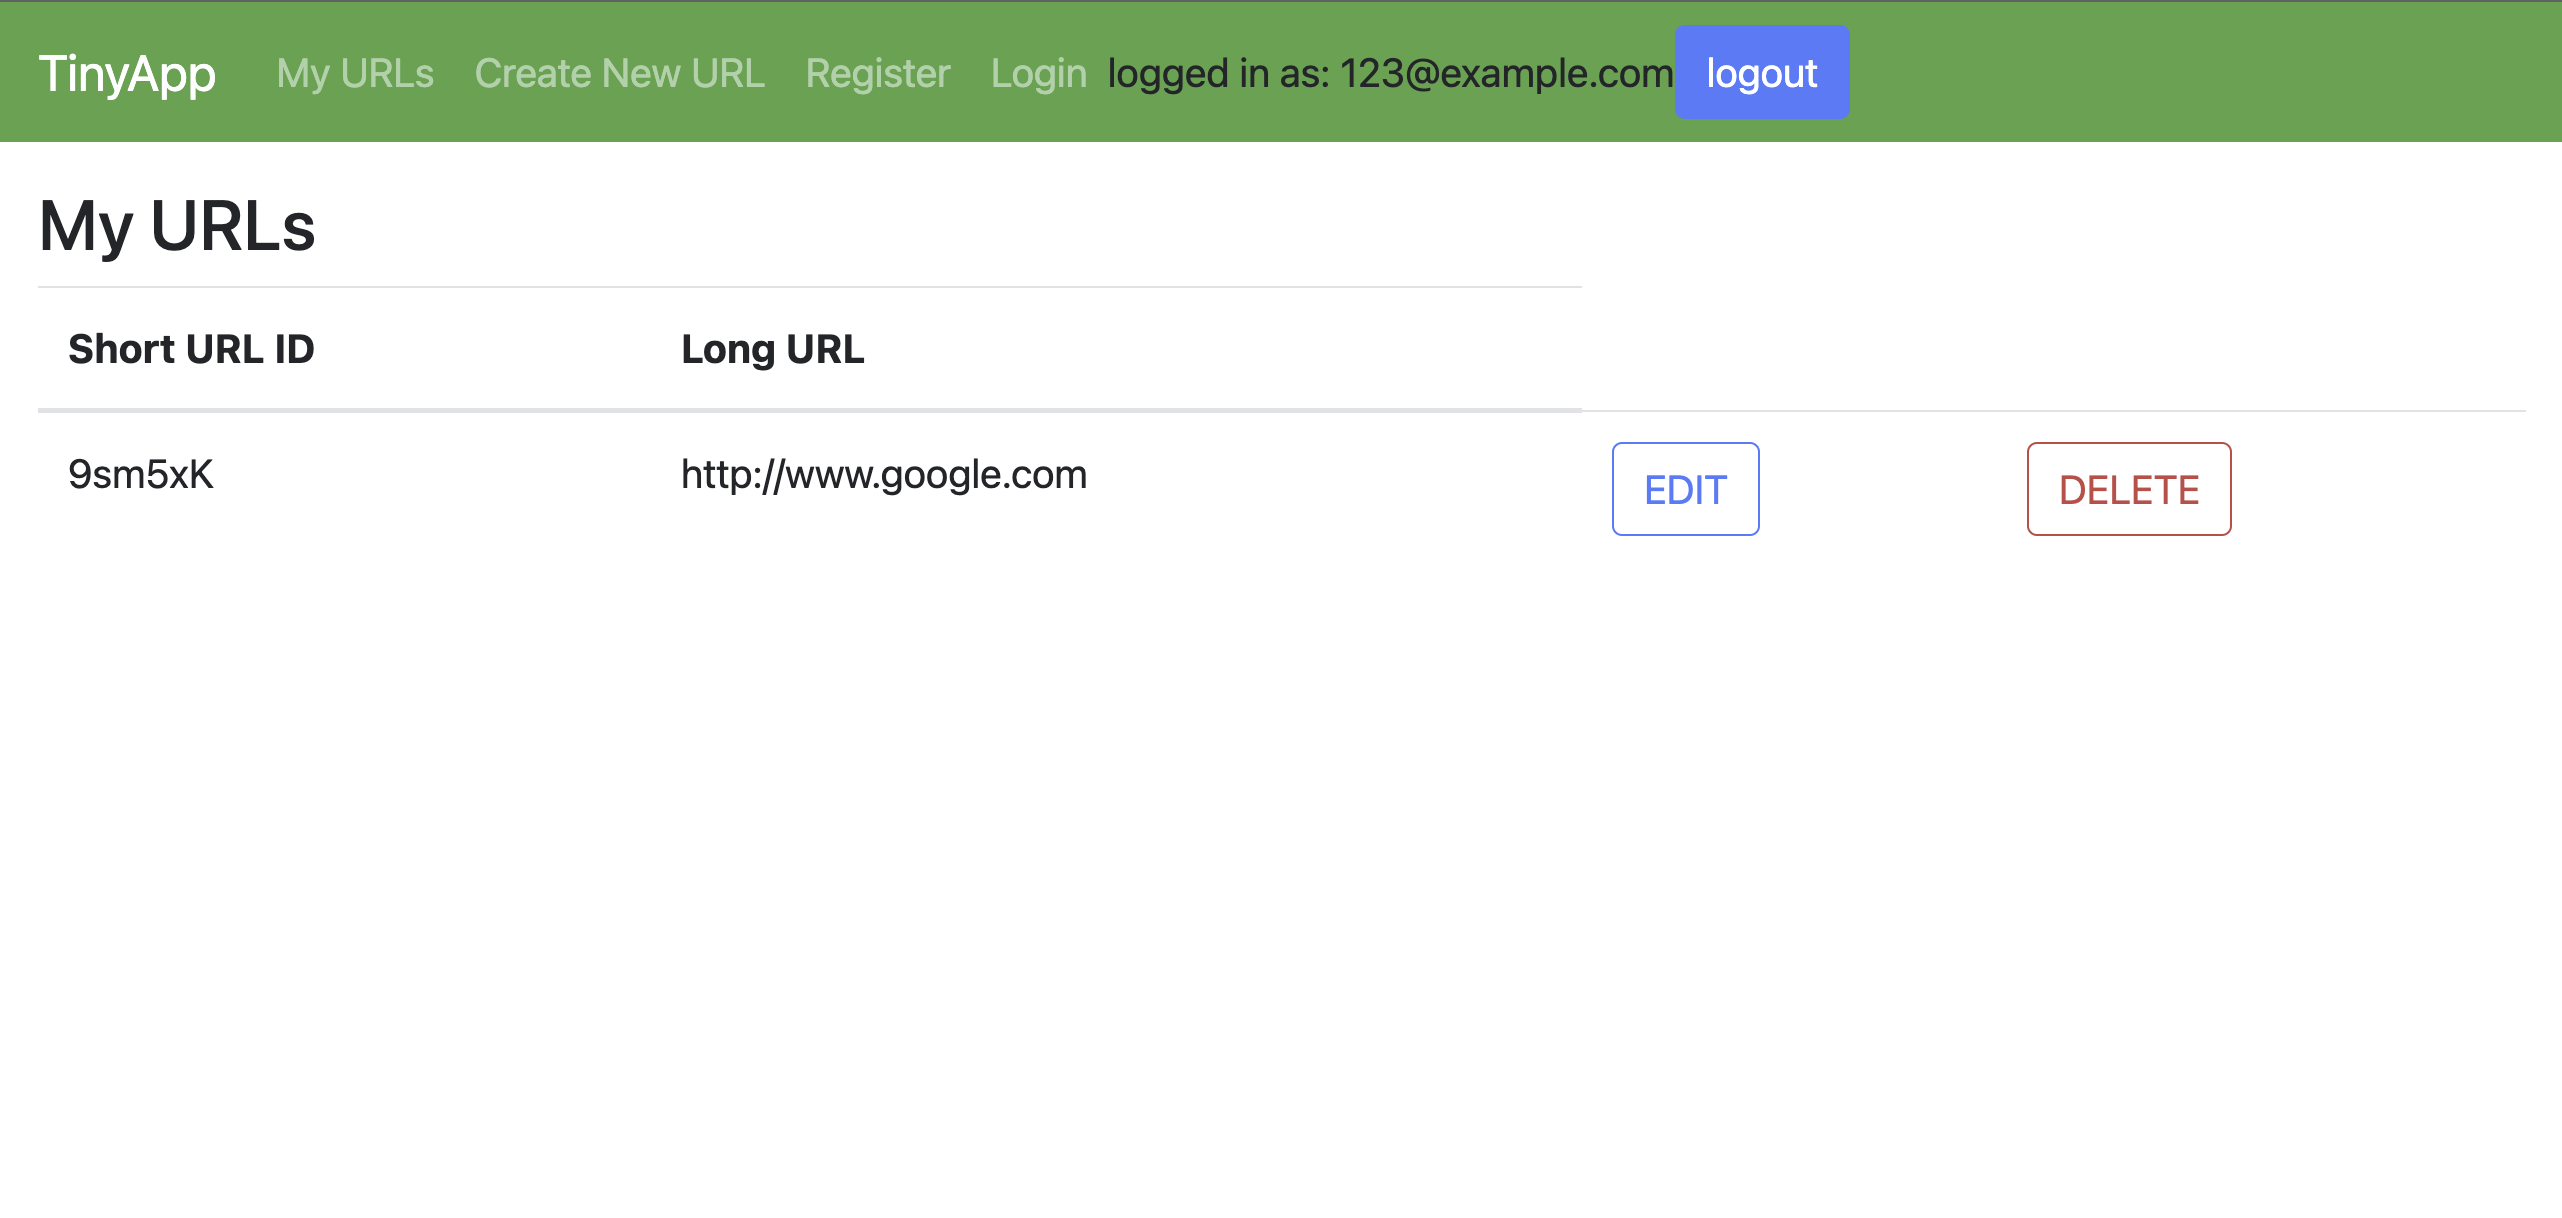 TinyApp My URLs Create New URL Register Login logged in as: 123@example.com logout
My URLs
Short URL ID Long URL
9sm5xK http://www.google.com EDIT DELETE